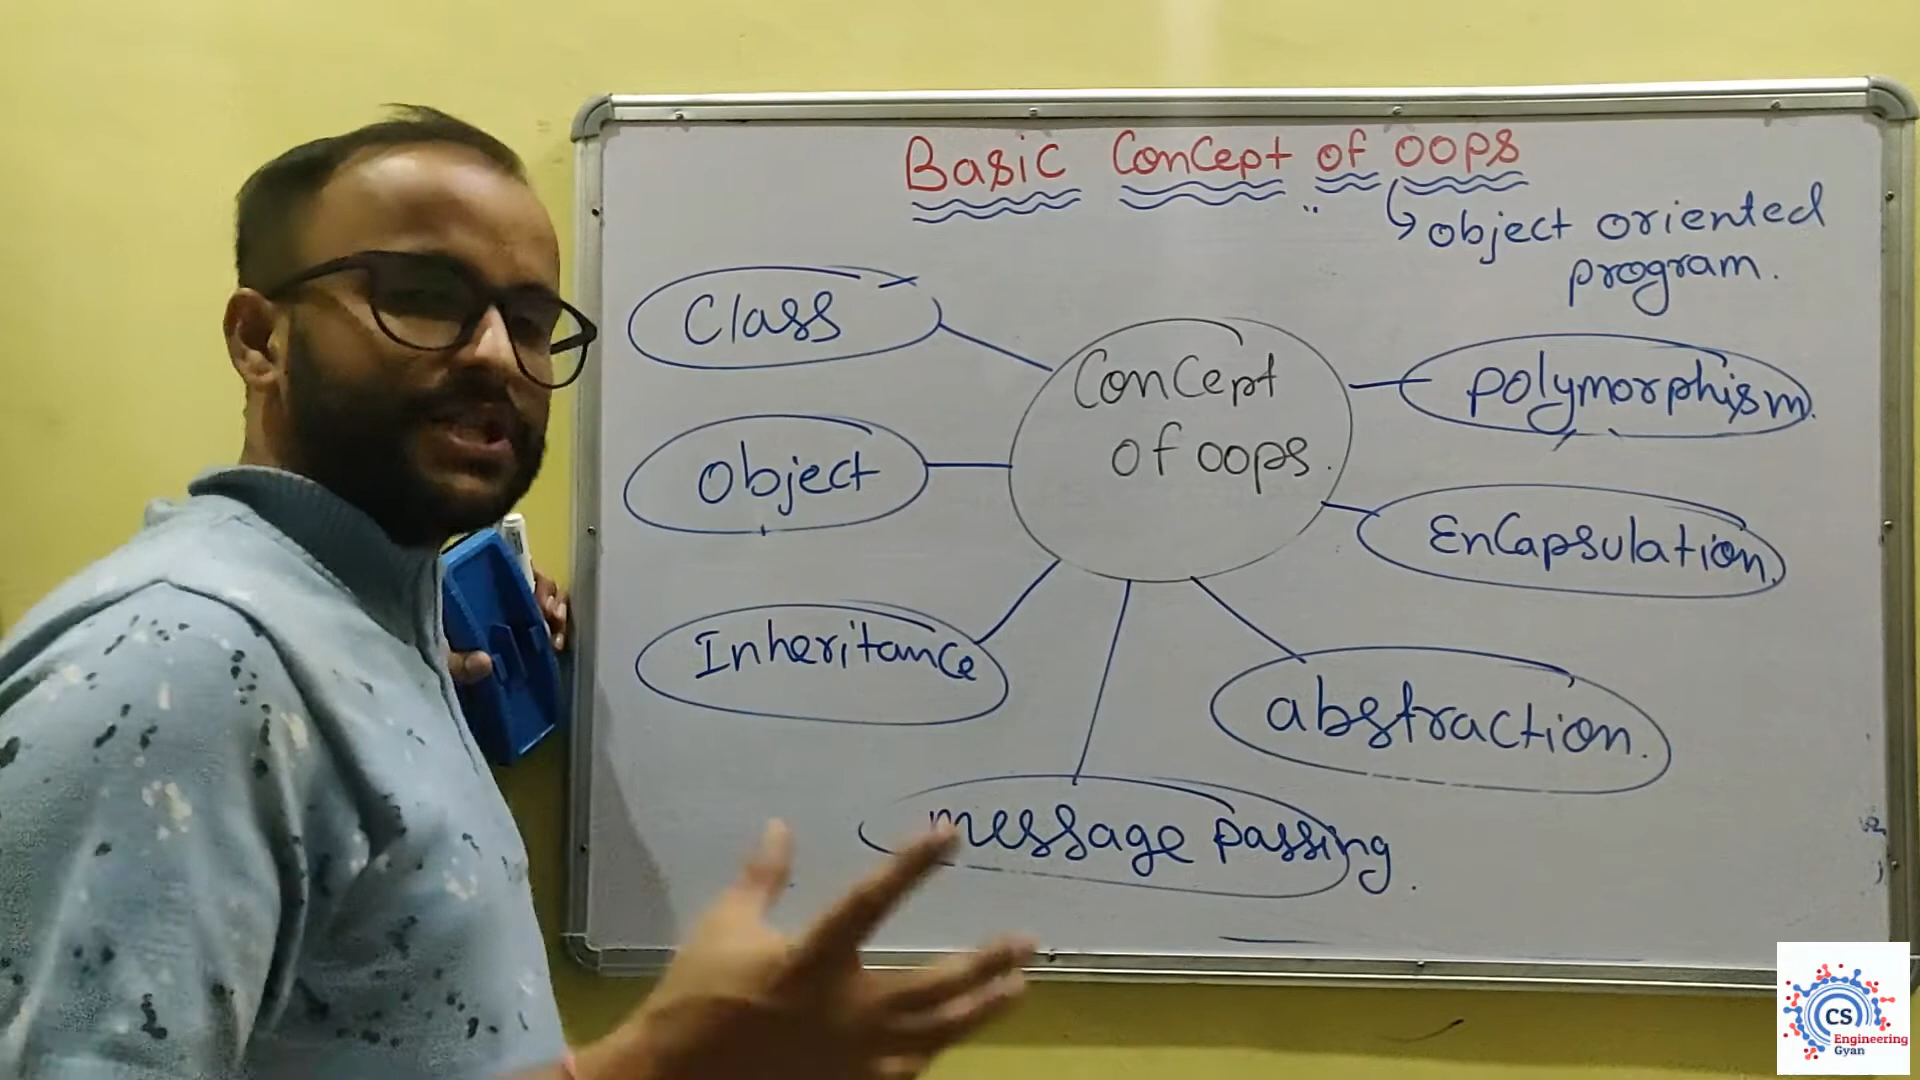 Basic Concept of OOPS
object oriented
program.
Class
Concept
of oops.
polymorphism.
object
Encapsulation.
Inheritance
abstraction.
message passing.
CS
Engineering
Gyan